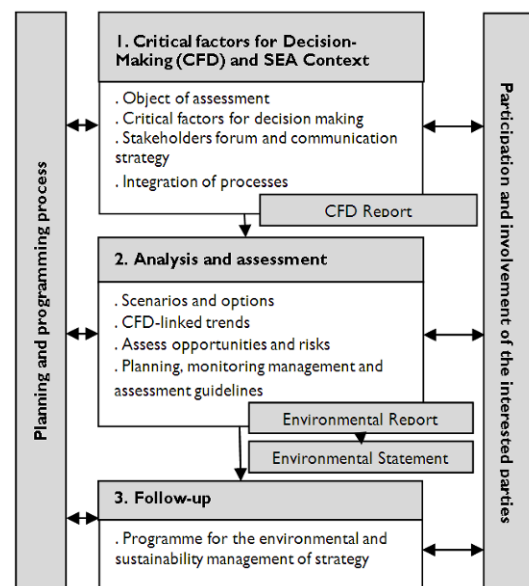 Planning and programming process
1. Critical factors for Decision-
Making (CFD) and SEA Context
. Object of assessment
. Critical factors for decision making
. Stakeholders forum and communication
strategy
. Integration of processes
CFD Report
2. Analysis and assessment
. Scenarios and options
. CFD-linked trends
. Assess opportunities and risks
. Planning, monitoring management and
assessment guidelines
Environmental Report
Environmental Statement
3. Follow-up
. Programme for the environmental and
sustainability management of strategy
Participation and involvement of the interested parties